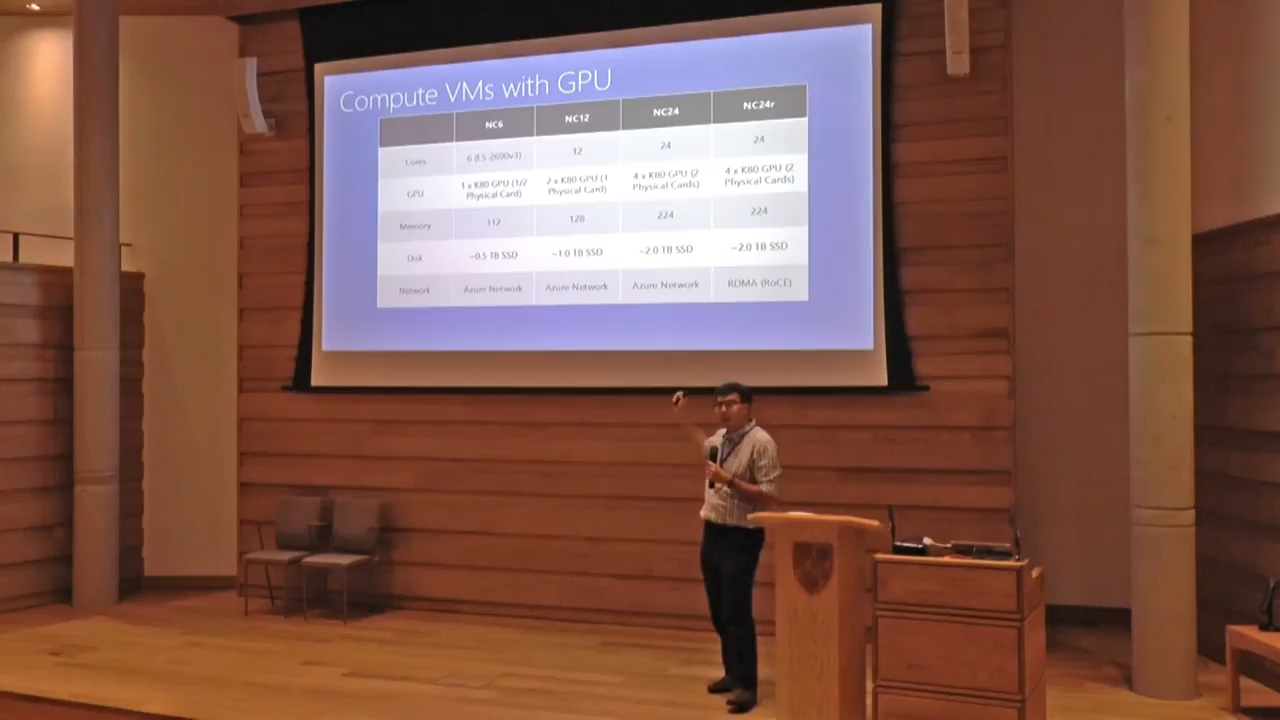 Compute VMs with GPU
NC6 NC12 NC24 NC24r
Cores 6 (E5-2690v3) 12 24 24
GPU 1 x K80 GPU (1/2 Physical Card) 2 x K80 GPU (1 Physical Card) 4 x K80 GPU (2 Physical Cards) 4 x K80 GPU (2 Physical Cards)
Memory 112 128 224 224
Disk ~0.5 TB SSD ~1.0 TB SSD ~2.0 TB SSD ~2.0 TB SSD
Network Azure Network Azure Network Azure Network RDMA (RoCE)